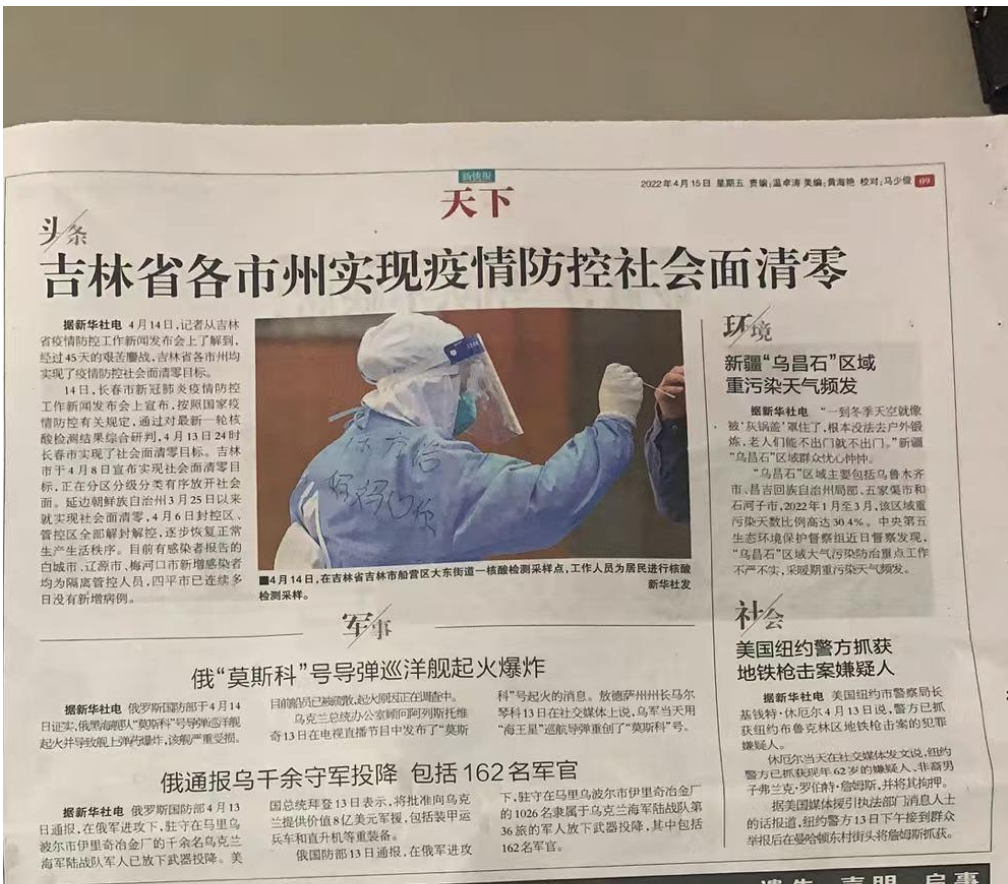 新快报
天下
2022年4月15日 星期五 责编:温卓涛 美编:黄海艳 校对:马少俊 09
头条
吉林省各市州实现疫情防控社会面清零
据新华社电 4月14日,记者从吉林
省疫情防控工作新闻发布会上了解到,
经过45天的艰苦鏖战,吉林省各市州均
实现了疫情防控社会面清零目标。
14日,长春市新冠肺炎疫情防控
工作新闻发布会上宣布,按照国家疫
情防控有关规定,通过对最新一轮核
酸检测结果综合研判,4月13日24时
长春市实现了社会面清零目标。吉林
市于4月8日宣布实现社会面清零目
标,正在分区分级分类有序放开社会
面。延边朝鲜族自治州3月25日以来
就实现社会面清零,4月6日封控区、
管控区全部解封解控,逐步恢复正常
生产生活秩序。目前有感染者报告的
白城市、辽源市、梅河口市新增感染者
均为隔离管控人员,四平市已连续多
日没有新增病例。
■4月14日,在吉林省吉林市船营区大东街道一核酸检测采样点,工作人员为居民进行核酸
检测采样。 新华社发
环境
新疆“乌昌石”区域
重污染天气频发
据新华社电 “一到冬季天空就像
被‘灰锅盖’罩住了,根本没法去户外锻
炼,老人们能不出门就不出门。”新疆
“乌昌石”区域群众忧心忡忡。
“乌昌石”区域主要包括乌鲁木齐
市、昌吉回族自治州局部、五家渠市和
石河子市,2022年1月至3月,该区域重
污染天数比例高达30.4%。中央第五
生态环境保护督察组近日督察发现,
“乌昌石”区域大气污染防治重点工作
不严不实,采暖期重污染天气频发。
军事
俄“莫斯科”号导弹巡洋舰起火爆炸
据新华社电 俄罗斯国防部于4月14
日证实,俄黑海舰队“莫斯科”号导弹巡洋舰
起火并导致舰上弹药爆炸,该舰严重受损。
目前船员已被疏散,起火原因正在调查中。
乌克兰总统办公室顾问阿列斯托维
奇13日在电视直播节目中发布了“莫斯
科”号起火的消息。敖德萨州州长马尔
琴科13日在社交媒体上说,乌军当天用
“海王星”巡航导弹重创了“莫斯科”号。
俄通报乌千余守军投降 包括162名军官
据新华社电 俄罗斯国防部4月13
日通报,在俄军进攻下,驻守在马里乌
波尔市伊里奇冶金厂的千余名乌克兰
海军陆战队军人已放下武器投降。美
国总统拜登13日表示,将批准向乌克
兰提供价值8亿美元军援,包括装甲运
兵车和直升机等重装备。
俄国防部13日通报,在俄军进攻
下,驻守在马里乌波尔市伊里奇冶金厂
的1026名隶属于乌克兰海军陆战队第
36旅的军人放下武器投降,其中包括
162名军官。
社会
美国纽约警方抓获
地铁枪击案嫌疑人
据新华社电 美国纽约市警察局长
基钱特·休厄尔4月13日说,警方已抓
获纽约布鲁克林区地铁枪击案的犯罪
嫌疑人。
休厄尔当天在社交媒体发文说,纽约
警方已抓获现年62岁的嫌疑人、非裔男
子弗兰克·罗伯特·詹姆斯,并将其拘押。
据美国媒体援引执法部门消息人士
的话报道,纽约警方13日下午接到群众
举报后在曼哈顿东村街头将詹姆斯抓获。